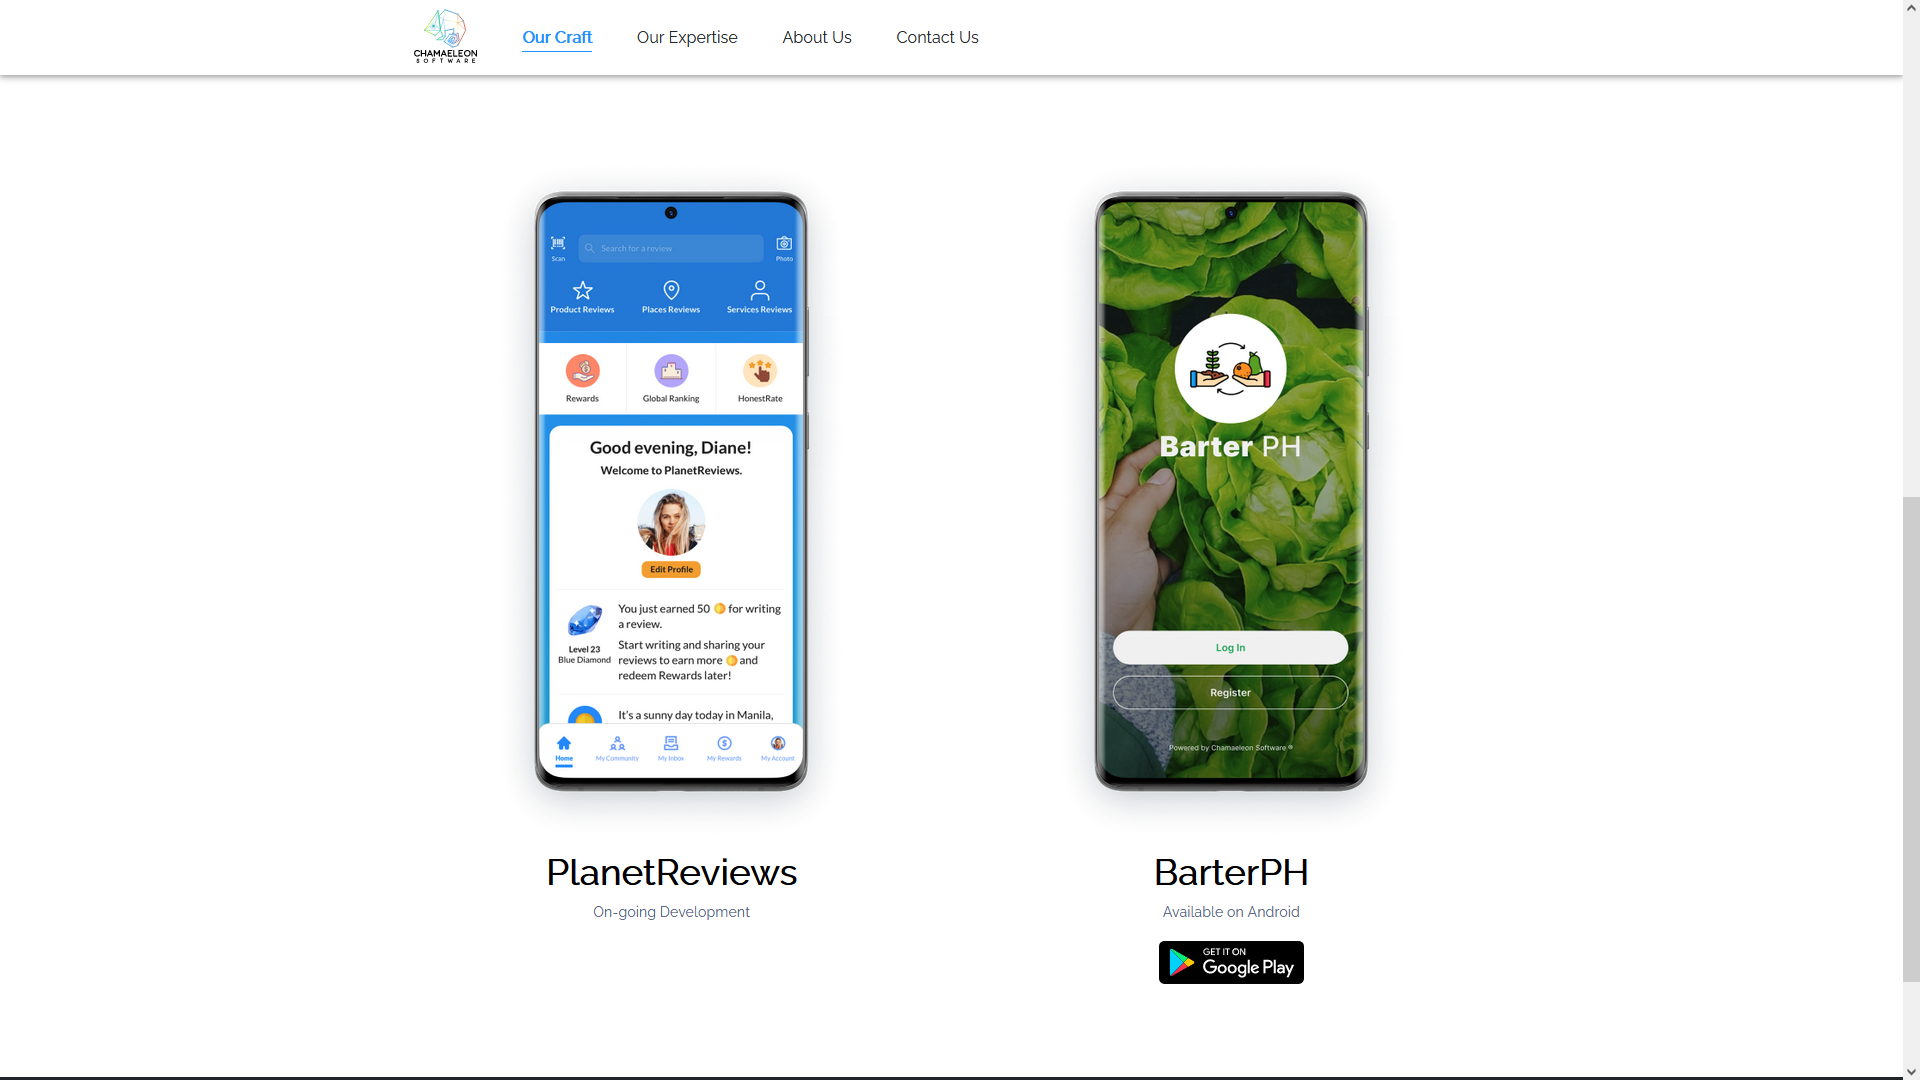 CHAMAELEON
SOFTWARE
Our Craft
Our Expertise
About Us
Contact Us
Scan
Search for a review
Photo
Product Reviews
Places Reviews
Services Reviews
Rewards
Global Ranking
HonestRate
Good evening, Diane!
Welcome to PlanetReviews.
Edit Profile
Level 23
Blue Diamond
You just earned 50 for writing
a review.
Start writing and sharing your
reviews to earn more and
redeem Rewards later!
It's a sunny day today in Manila,
Home
My Community
My Inbox
My Rewards
My Account
PlanetReviews
On-going Development
Barter PH
Log In
Register
Powered by Chamaeleon Software ®
BarterPH
Available on Android
GET IT ON
Google Play